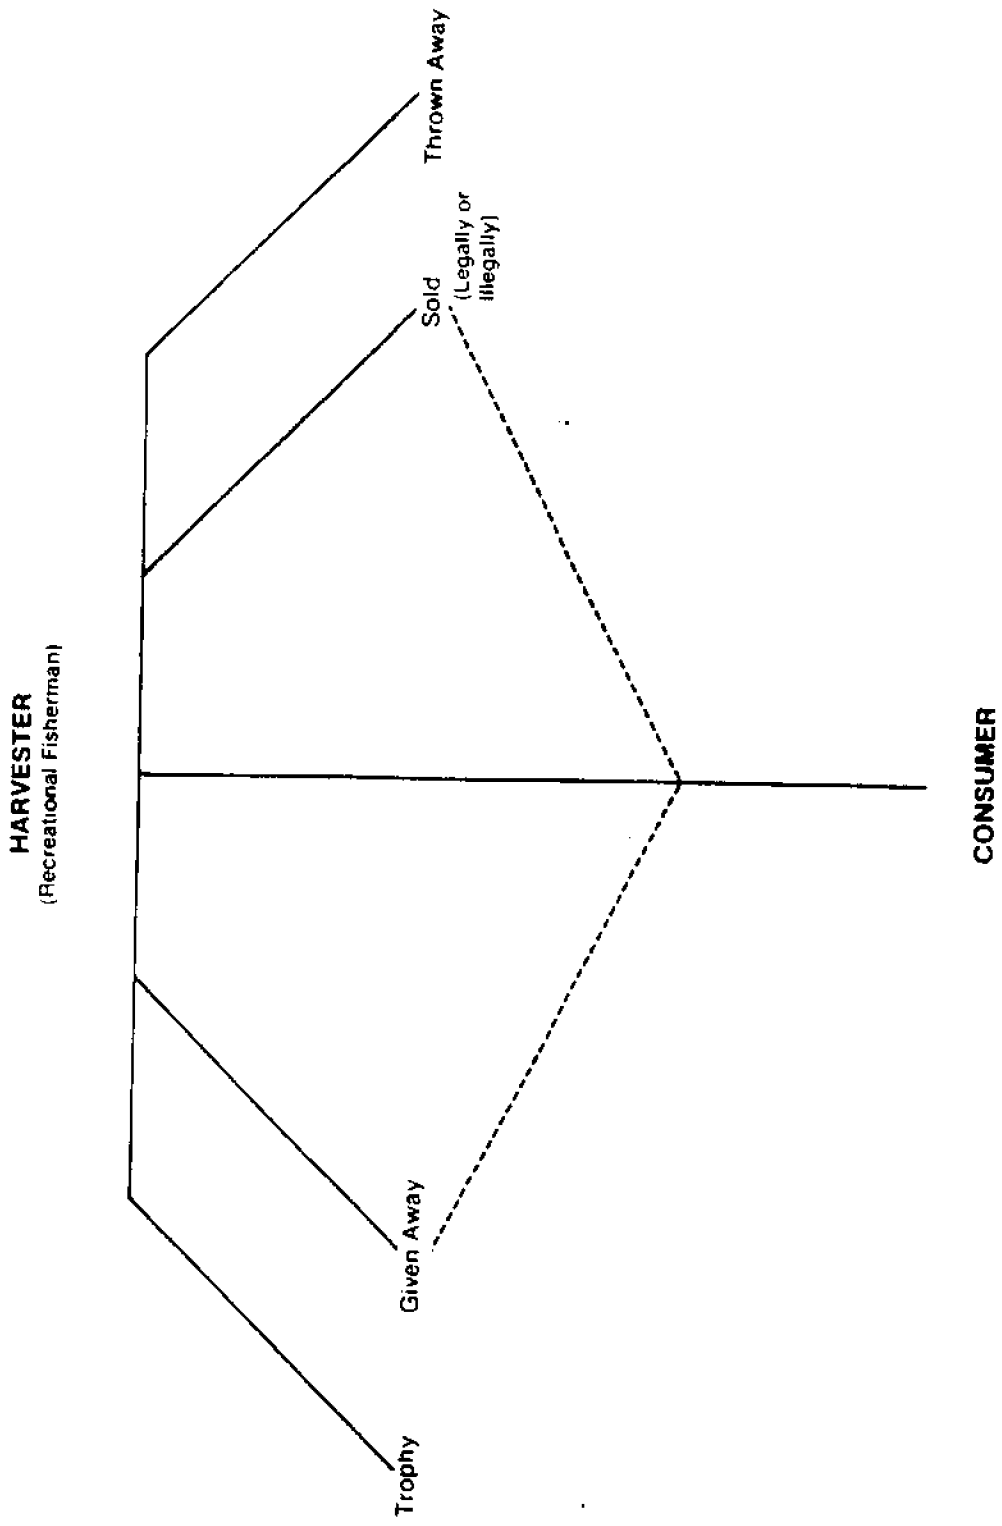 HARVESTER
(Recreational Fisherman)
Trophy
Given Away
Sold
(Legally or
Illegally)
Thrown Away
CONSUMER